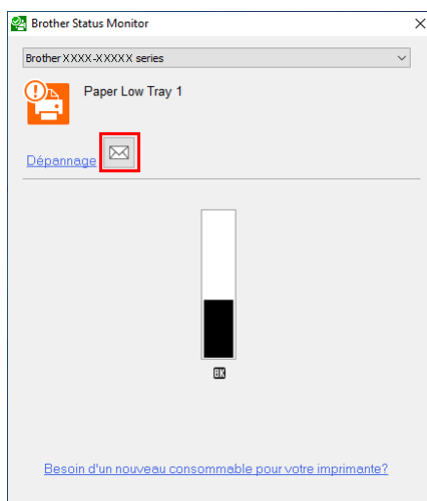 Brother Status Monitor
Brother XXXX-XXXXX series
Paper Low Tray 1
Dépannage
BK
Besoin d'un nouveau consommable pour votre imprimante?